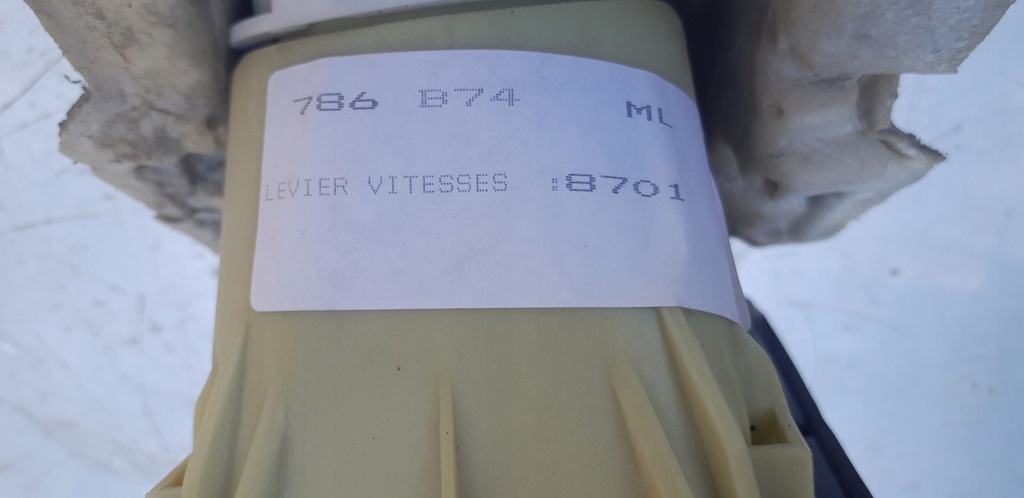 786 B74 ML
LEVIER VITESSES :8701